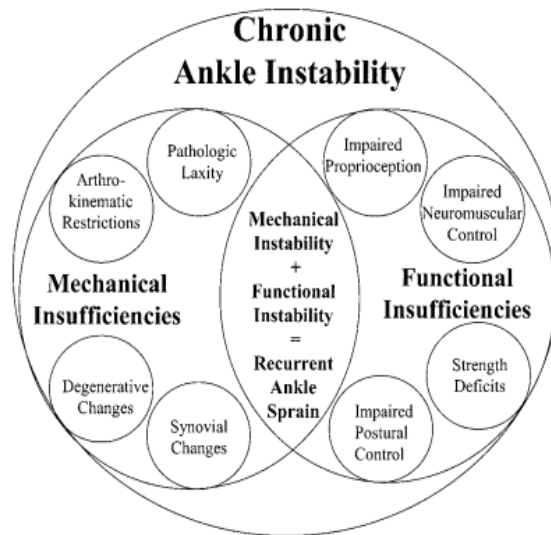 Chronic
Ankle Instability
Pathologic
Laxity
Arthro-
kinematic
Restrictions
Mechanical
Insufficiencies
Degenerative
Changes
Synovial
Changes
Mechanical
Instability
+
Functional
Instability
=
Recurrent
Ankle
Sprain
Impaired
Proprioception
Impaired
Neuromuscular
Control
Functional
Insufficiencies
Strength
Deficits
Impaired
Postural
Control